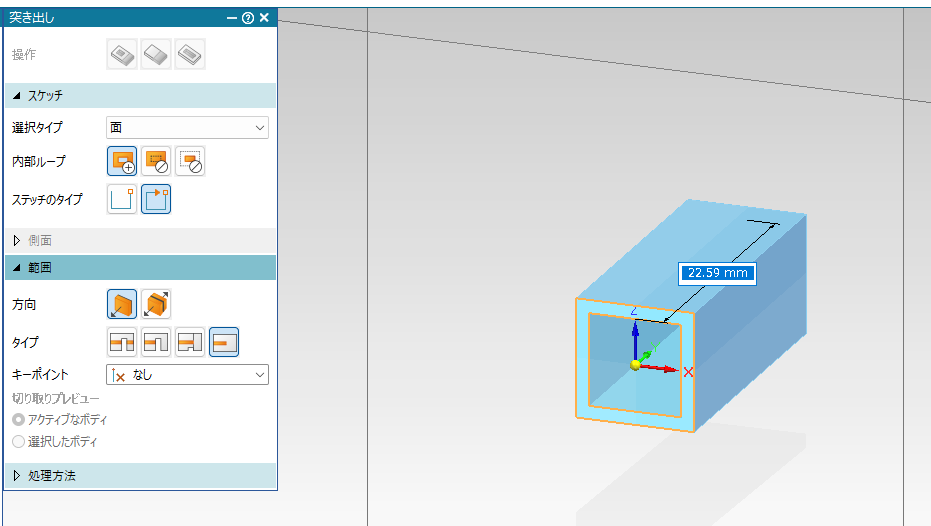 突き出し
操作
スケッチ
選択タイプ
面
内部ループ
ステッチのタイプ
側面
範囲
方向
タイプ
キーポイント
なし
切り取りプレビュー
アクティブなボディ
選択したボディ
処理方法
22.59 mm
Z
X